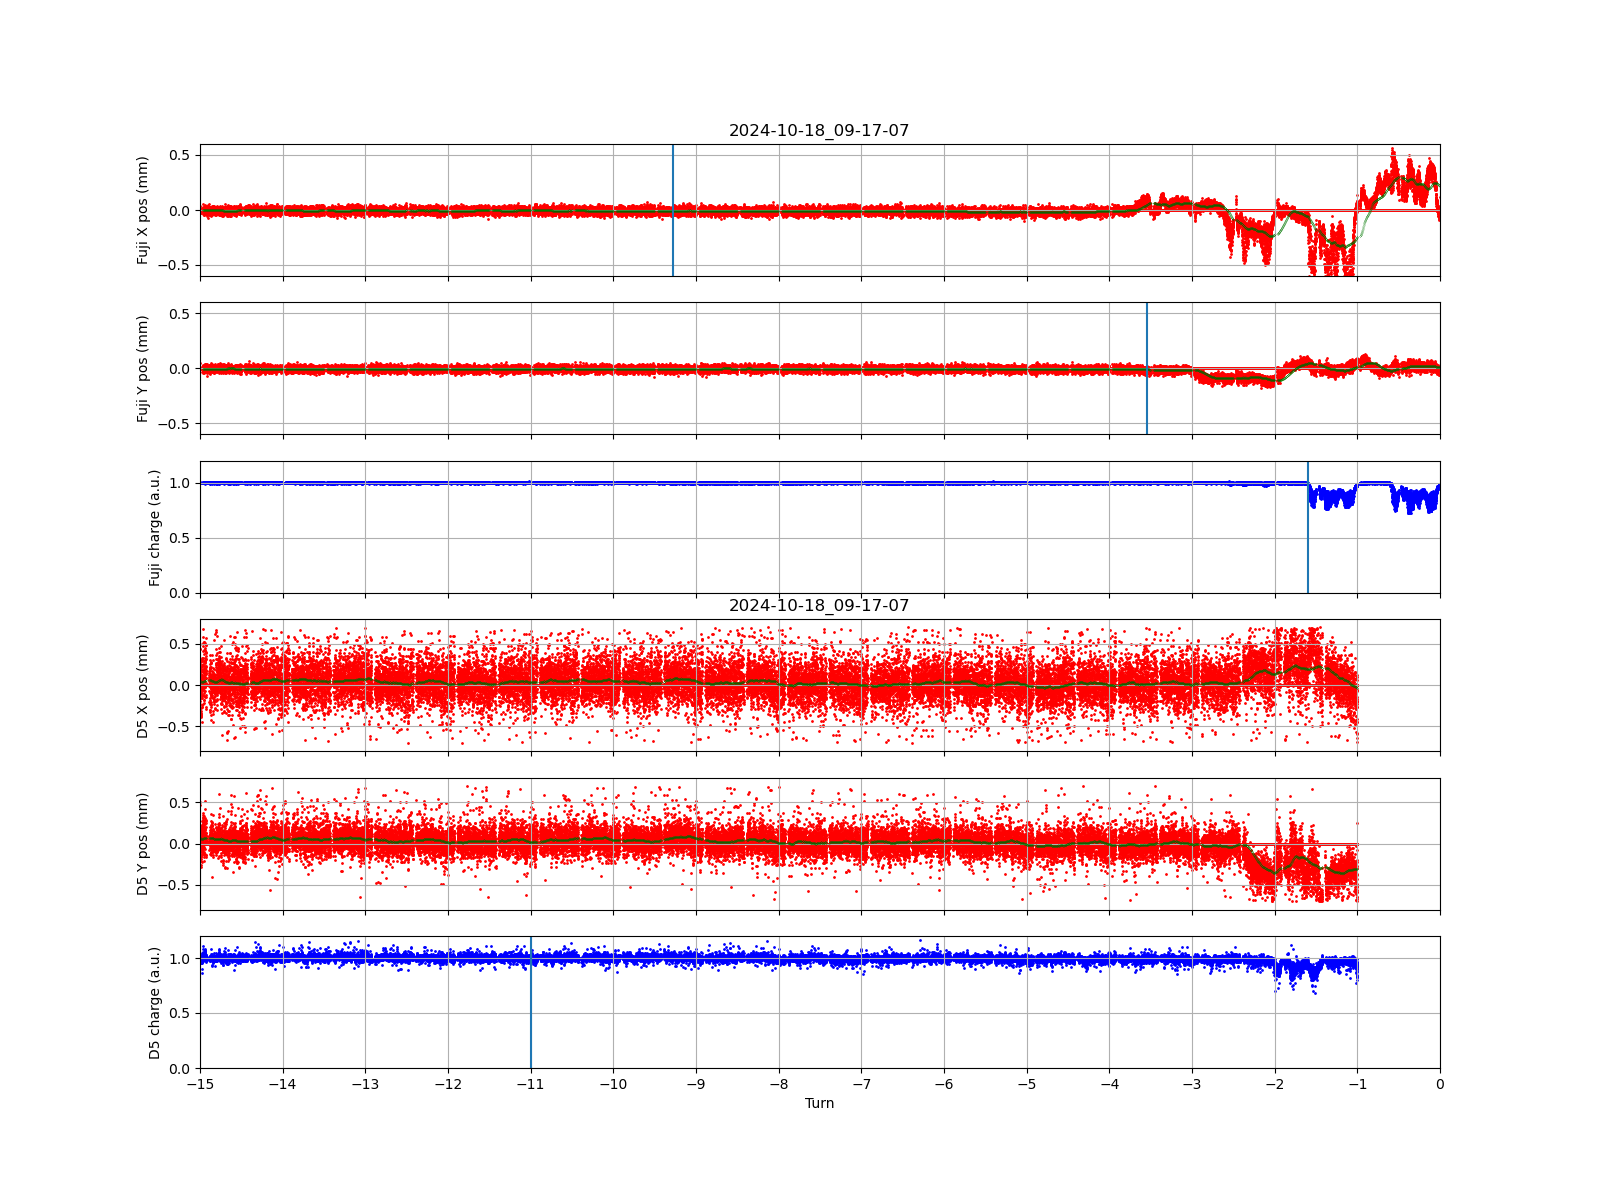 2024-10-18_09-17-07
Fuji X pos (mm)
0.5
0.0
−0.5
Fuji Y pos (mm)
0.5
0.0
−0.5
Fuji charge (a.u.)
1.0
0.5
0.0
2024-10-18_09-17-07
D5 X pos (mm)
0.5
0.0
−0.5
D5 Y pos (mm)
0.5
0.0
−0.5
D5 charge (a.u.)
1.0
0.5
0.0
−15 −14 −13 −12 −11 −10 −9 −8 −7 −6 −5 −4 −3 −2 −1 0
Turn